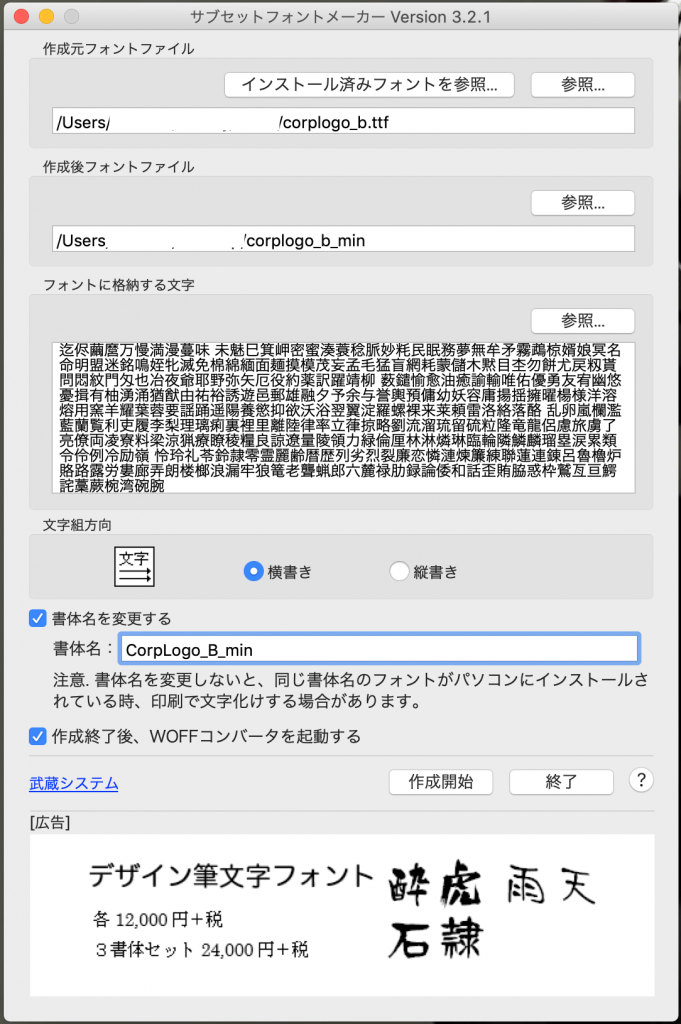 サブセットフォントメーカー Version 3.2.1
作成元フォントファイル
インストール済みフォントを参照... 参照...
/Users/ /corplogo_b.ttf
作成後フォントファイル
参照...
/Users /corplogo_b_min
フォントに格納する文字
参照...
迄侭繭麿万慢満漫蔓味 未魅巳箕岬密蜜湊蓑稔脈妙粍民眠務夢無牟矛霧鵡椋婿娘冥名
命明盟迷銘鳴姪牝滅免棉綿緬面麺摸模茂妄孟毛猛盲網耗蒙儲木黙目杢勿餅尤戻籾貰
問悶紋門匁也冶夜爺耶野弥矢厄役約薬訳躍靖柳 薮鑓愉愈油癒諭輸唯佑優勇友宥幽悠
憂揖有柚湧涌猶猷由祐裕誘遊邑郵雄融夕予余与誉輿預傭幼妖容庸揚揺擁曜楊様洋溶
熔用窯羊耀葉蓉要謡踊遥陽養慾抑欲沃浴翌翼淀羅螺裸来莱頼雷洛絡落酪 乱卵嵐欄濫
藍蘭覧利吏履李梨理璃痢裏裡里離陸律率立葎掠略劉流溜琉留硫粒隆竜龍侶慮旅虜了
亮僚両凌寮料梁涼猟療瞭稜糧良諒遼量陵領力緑倫厘林淋燐琳臨輪隣鱗麟瑠塁涙累類
令伶例冷励嶺 怜玲礼苓鈴隷零霊麗齢暦歴列劣烈裂廉恋憐漣煉簾練聯蓮連錬呂魯櫓炉
賂路露労婁廊弄朗楼榔浪漏牢狼篭老聾蝋郎六麓禄肋録論倭和話歪賄脇惑枠鷲亙亘鰐
詫藁蕨椀湾碗腕
文字組方向
文字
横書き 縦書き
書体名を変更する
書体名： CorpLogo_B_min
注意. 書体名を変更しないと、同じ書体名のフォントがパソコンにインストールさ
れている時、印刷で文字化けする場合があります。
作成終了後、WOFFコンバータを起動する
武蔵システム 作成開始 終了 ?
[広告]
デザイン筆文字フォント 酔虎 雨天
各 12,000 円＋税 石隷
３書体セット 24,000 円＋税